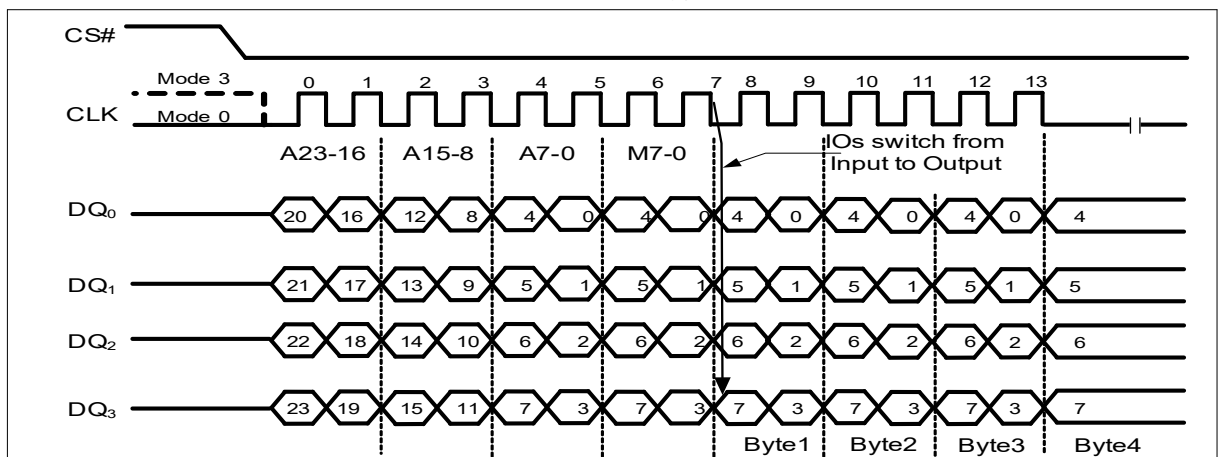 CS#
Mode 3
0 1 2 3 4 5 6 7 8 9 10 11 12 13
CLK
Mode 0
A23-16 A15-8 A7-0 M7-0
IOs switch from
Input to Output
DQ0 20 16 12 8 4 0 4 0 4 0 4 0 4 0 4
DQ1 21 17 13 9 5 1 5 1 5 1 5 1 5 1 5
DQ2 22 18 14 10 6 2 6 2 6 2 6 2 6 2 6
DQ3 23 19 15 11 7 3 7 3 7 3 7 3 7 3 7
Byte1 Byte2 Byte3 Byte4